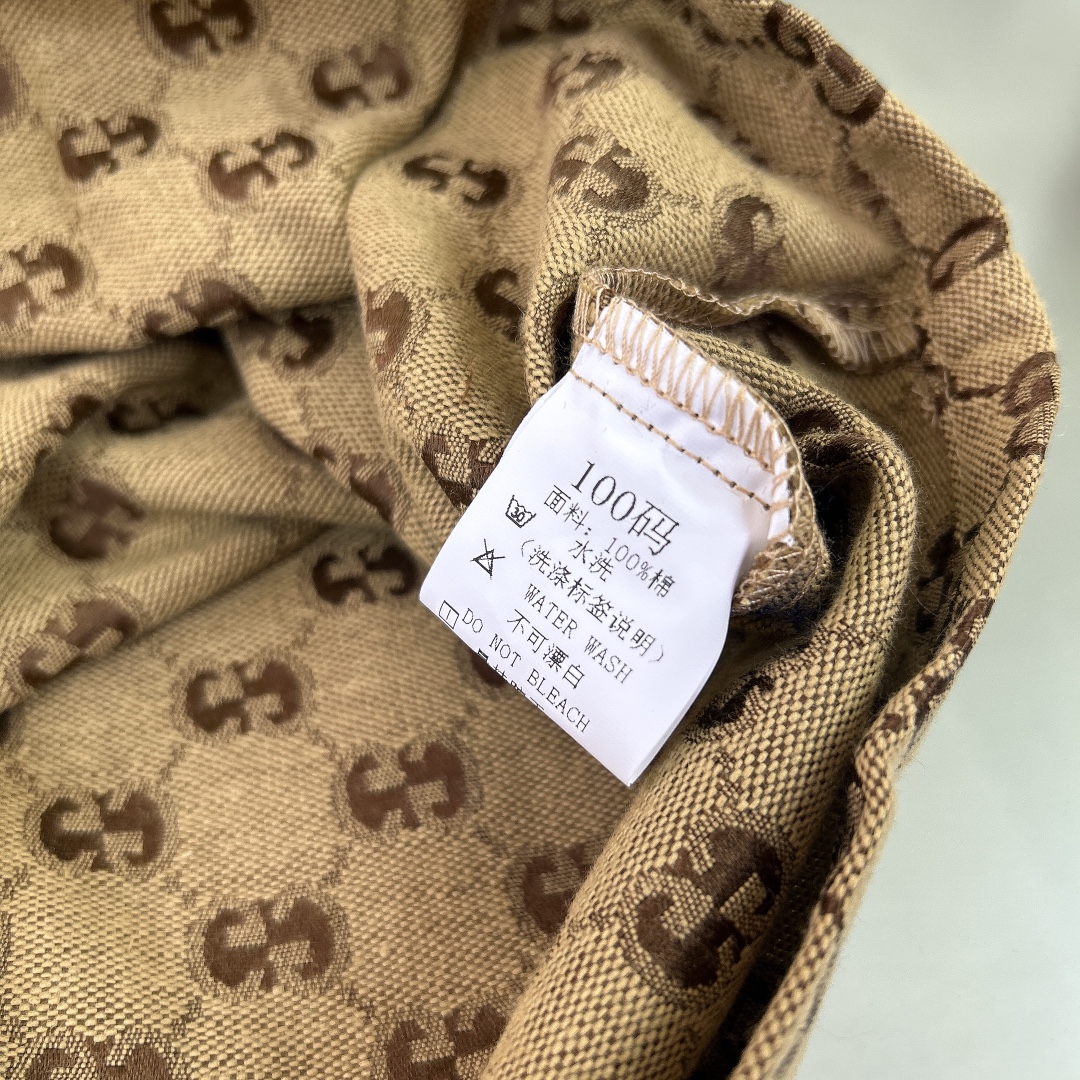 100码
面料：100%棉
水洗
（洗涤标签说明）
WATER WASH
不可漂白
DO NOT BLEACH